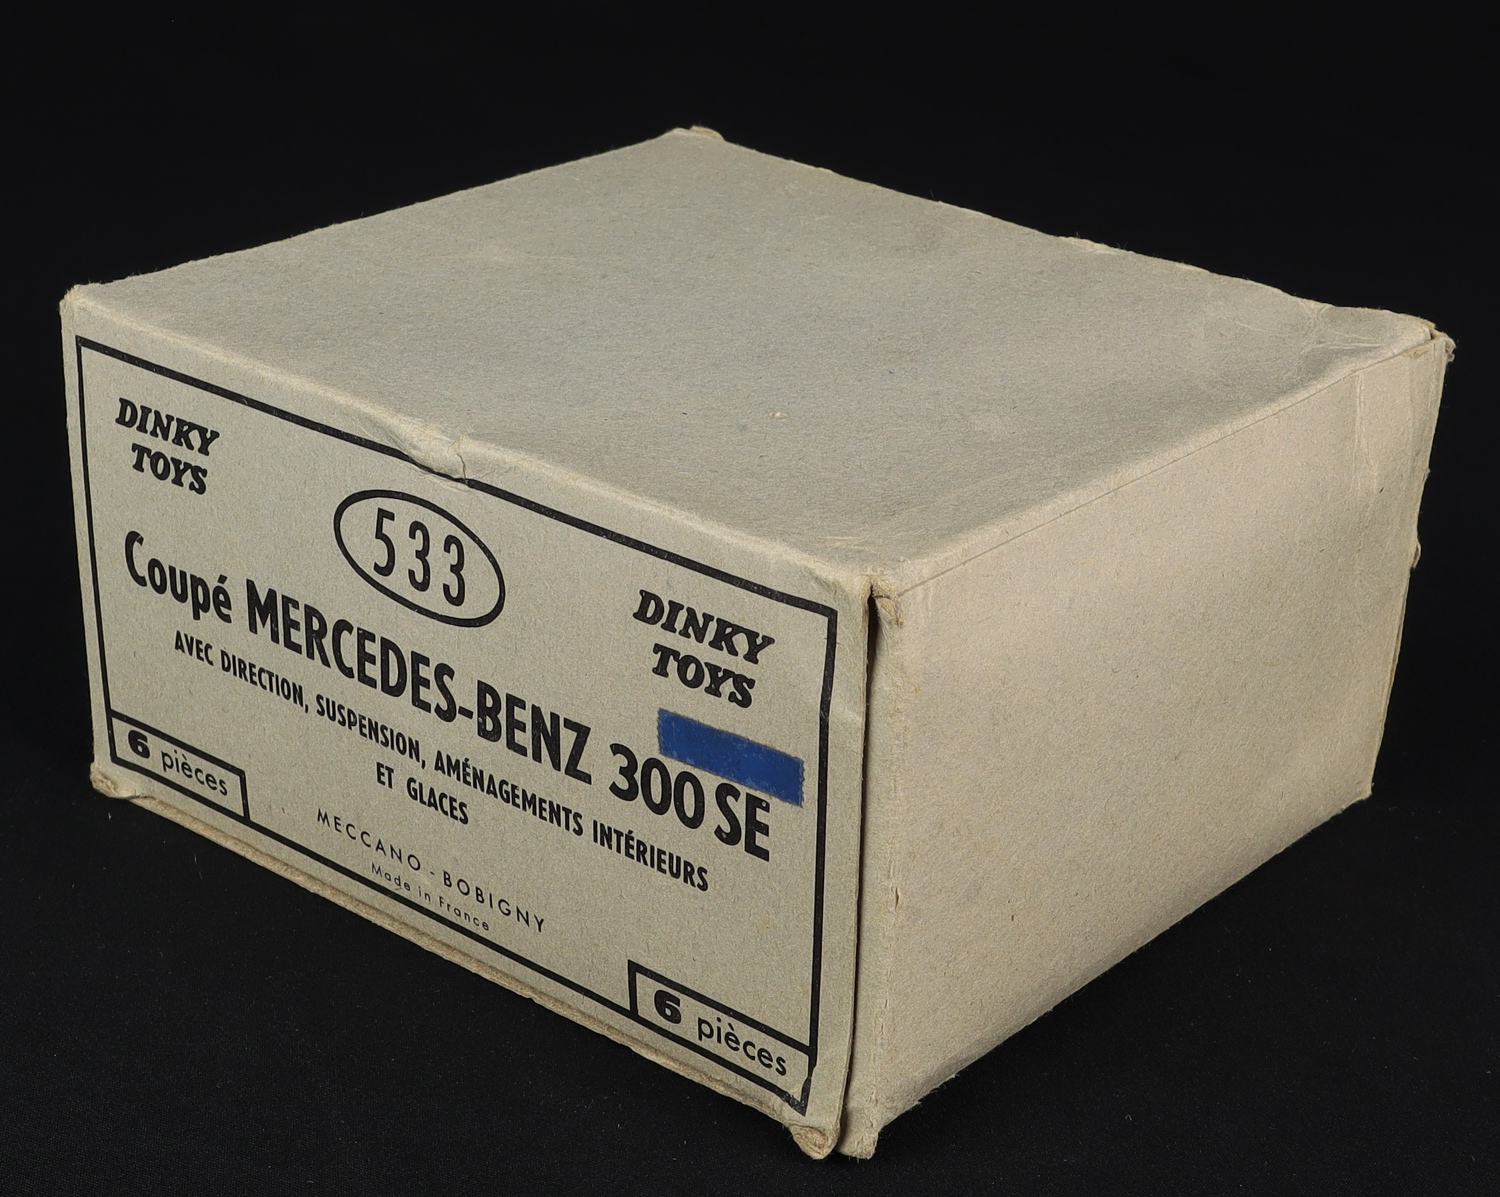 DINKY
TOYS
533
DINKY
TOYS
Coupé MERCEDES-BENZ 300 SE
AVEC DIRECTION, SUSPENSION, AMÉNAGEMENTS INTÉRIEURS
ET GLACES
6 pièces
MECCANO - BOBIGNY
Made in France
6 pièces